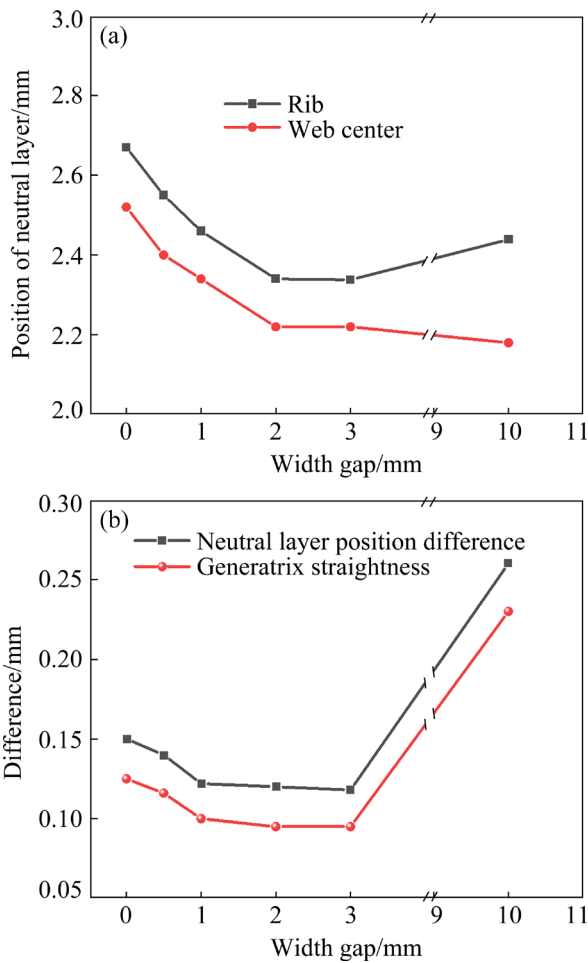 (a)
Rib
Web center
3.0
2.8
2.6
2.4
2.2
2.0
Position of neutral layer/mm
0 1 2 3 9 10 11
Width gap/mm
(b)
Neutral layer position difference
Generatrix straightness
0.30
0.25
0.20
0.15
0.10
0.05
Difference/mm
0 1 2 3 9 10 11
Width gap/mm